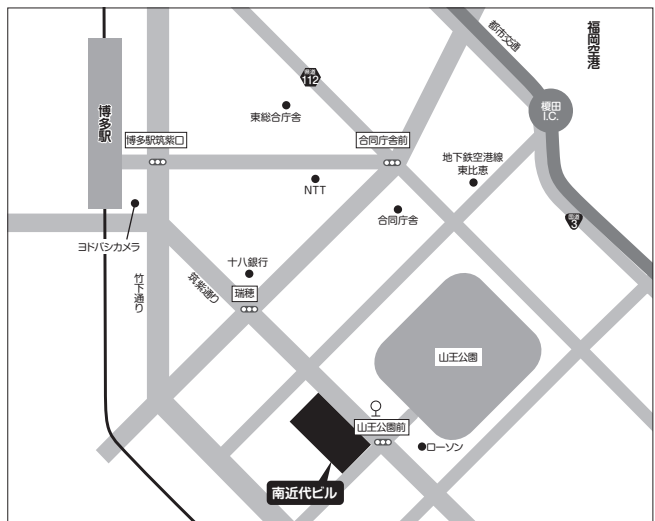 都市交通
福岡空港
県道
112
榎田
I.C.
博多駅
東総合庁舎
博多駅筑紫口
合同庁舎前
地下鉄空港線
東比恵
NTT
合同庁舎
国道
3
ヨドバシカメラ
十八銀行
竹下通り
筑紫通り
瑞穂
山王公園
山王公園前
ローソン
南近代ビル